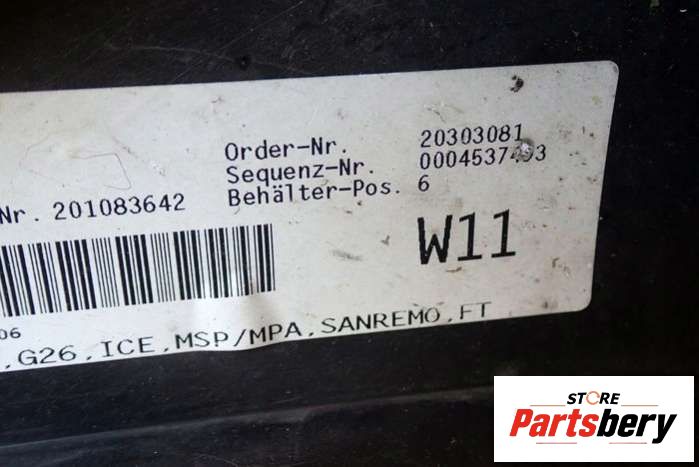 Order-Nr. 20303081
Sequenz-Nr.
Behälter-Pos. 6
Nr. 201083642
W11
06
,G26,ICE,MSP/MPA,SANREMO,FT
STORE
Partsbery